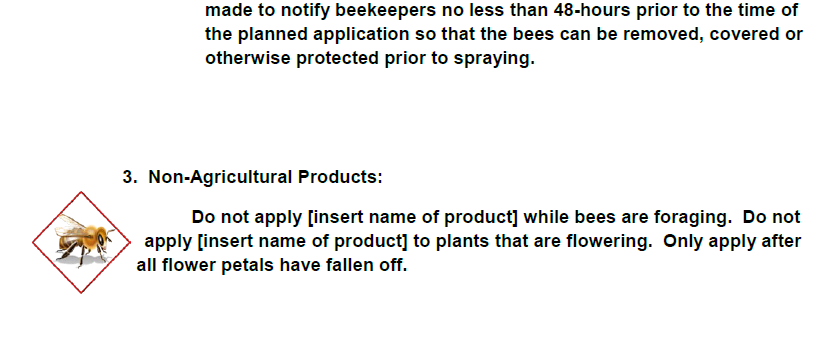 made to notify beekeepers no less than 48-hours prior to the time of
the planned application so that the bees can be removed, covered or
otherwise protected prior to spraying.
3. Non-Agricultural Products:
Do not apply [insert name of product] while bees are foraging. Do not
apply [insert name of product] to plants that are flowering. Only apply after
all flower petals have fallen off.